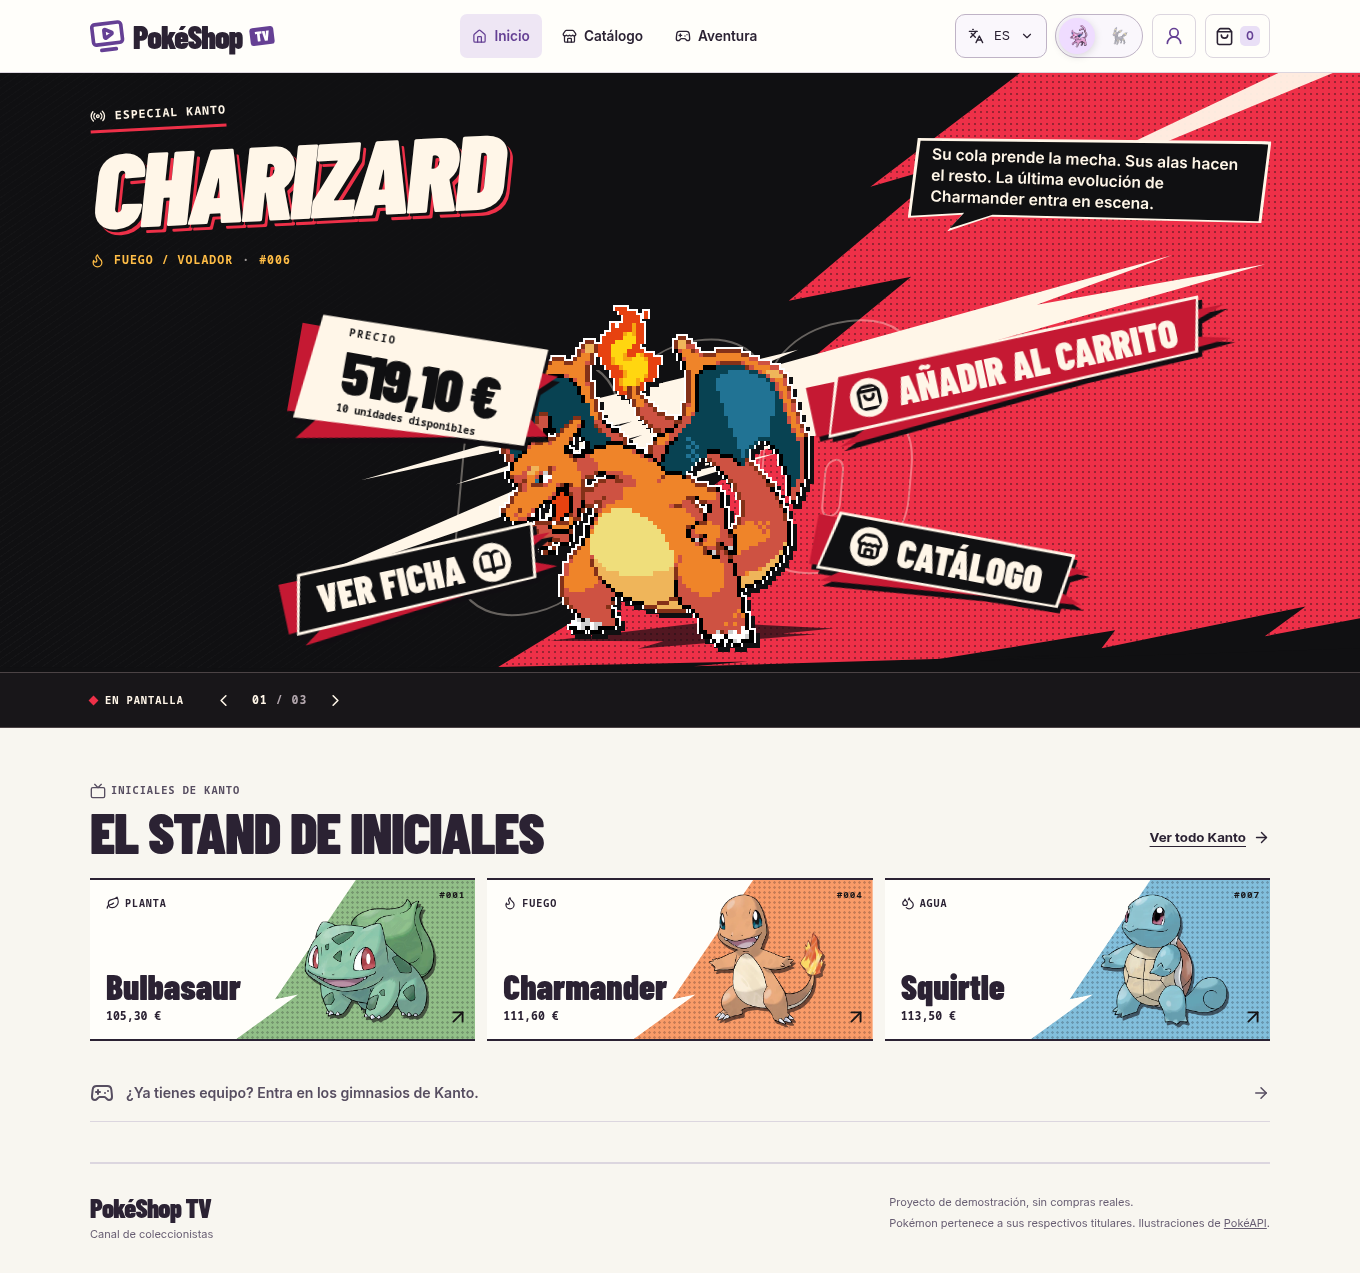 PokéShop TV
Inicio
Catálogo
Aventura
ES
0
ESPECIAL KANTO
CHARIZARD
FUEGO / VOLADOR · #006
Su cola prende la mecha. Sus alas hacen
el resto. La última evolución de
Charmander entra en escena.
PRECIO
519,10 €
10 unidades disponibles
AÑADIR AL CARRITO
VER FICHA
CATÁLOGO
EN PANTALLA
01 / 03
INICIALES DE KANTO
EL STAND DE INICIALES
Ver todo Kanto
PLANTA
#001
Bulbasaur
105,30 €
FUEGO
#004
Charmander
111,60 €
AGUA
#007
Squirtle
113,50 €
¿Ya tienes equipo? Entra en los gimnasios de Kanto.
PokéShop TV
Canal de coleccionistas
Proyecto de demostración, sin compras reales.
Pokémon pertenece a sus respectivos titulares. Ilustraciones de PokéAPI.